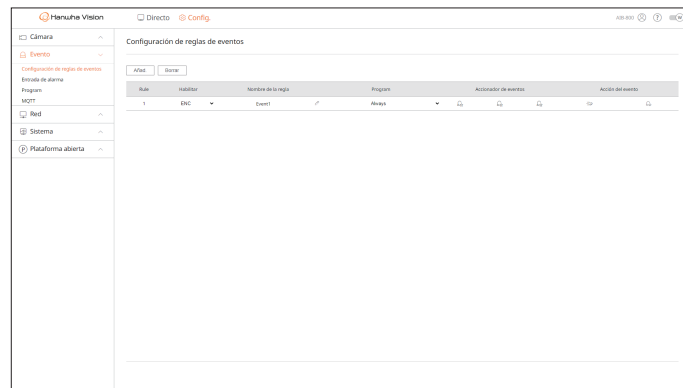 Hanwha Vision
Directo
Config.
AIB-800
Cámara
Evento
Configuración de reglas de eventos
Entrada de alarma
Program
MQTT
Red
Sistema
Plataforma abierta
Configuración de reglas de eventos
Añad. Borrar
Rule Habilitar Nombre de la regla Program Accionador de eventos Acción del evento
1 ENC Event1 Always